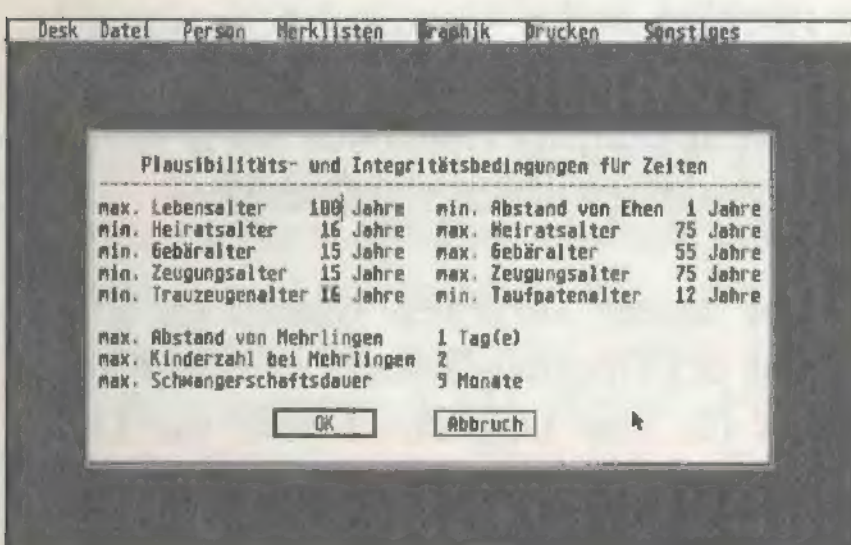 Desk Datei Person Merklisten Graphik Drucken Sonstiges
Plausibilitäts- und Integritätsbedingungen für Zeiten
max. Lebensalter 100 Jahre min. Abstand von Ehen 1 Jahre
min. Heiratsalter 16 Jahre max. Heiratsalter 75 Jahre
min. Gebäralter 15 Jahre max. Gebäralter 55 Jahre
min. Zeugungsalter 15 Jahre max. Zeugungsalter 75 Jahre
min. Trauzeugenalter 16 Jahre min. Taufpatenalter 12 Jahre
max. Abstand von Mehrlingen 1 Tag(e)
max. Kinderzahl bei Mehrlingen 2
max. Schwangerschaftsdauer 9 Monate
OK Abbruch